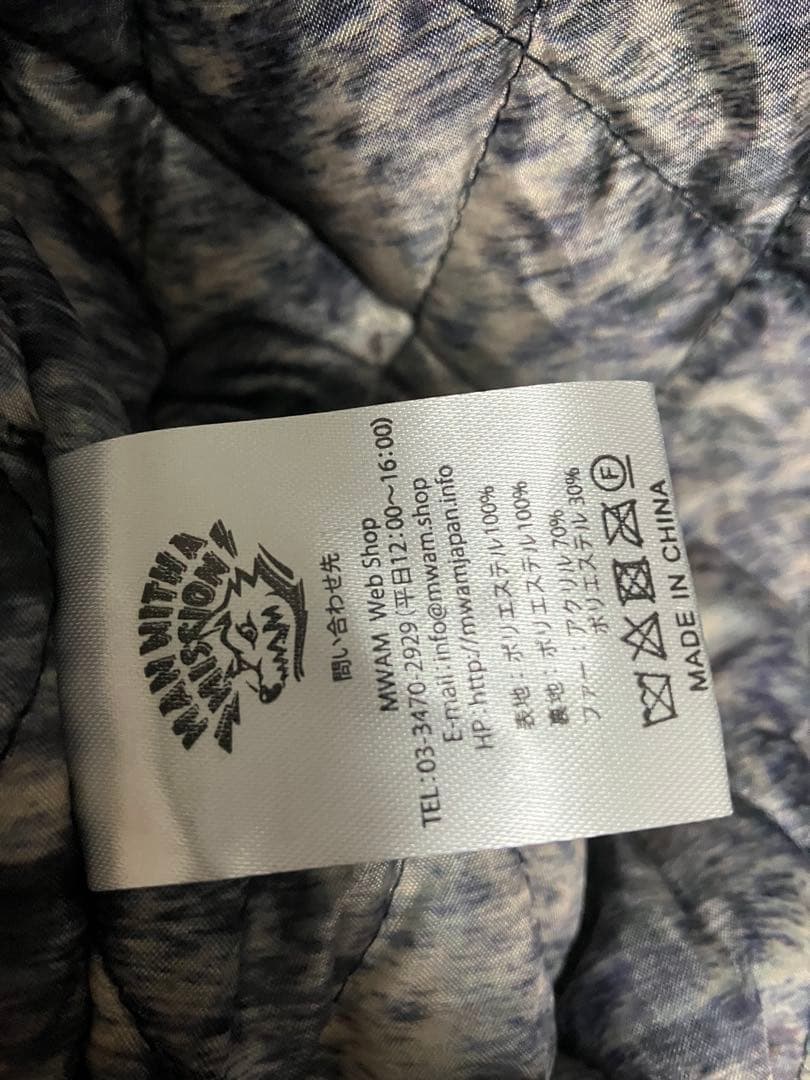 MAN WITH A
MISSION
MWAM
問い合わせ先
MWAM Web Shop
TEL:03-3470-2929 (平日12:00〜16:00)
E-mail:info@mwam.shop
HP:http://mwamjapan.info
表地:ポリエステル100%
裏地:ポリエステル100%
ファー:アクリル70%
ポリエステル30%
F
MADE IN CHINA